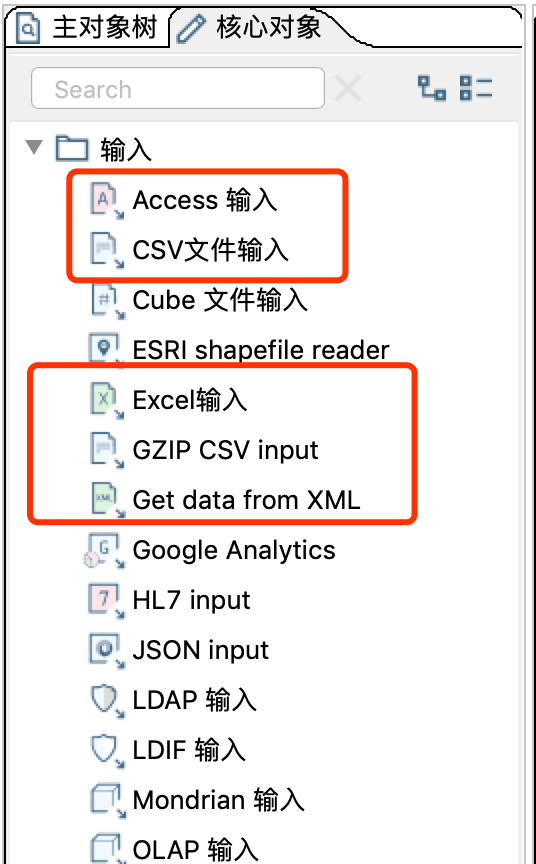 主对象树 核心对象
Search
输入
Access 输入
CSV文件输入
Cube 文件输入
ESRI shapefile reader
Excel输入
GZIP CSV input
Get data from XML
Google Analytics
HL7 input
JSON input
LDAP 输入
LDIF 输入
Mondrian 输入
OLAP 输入